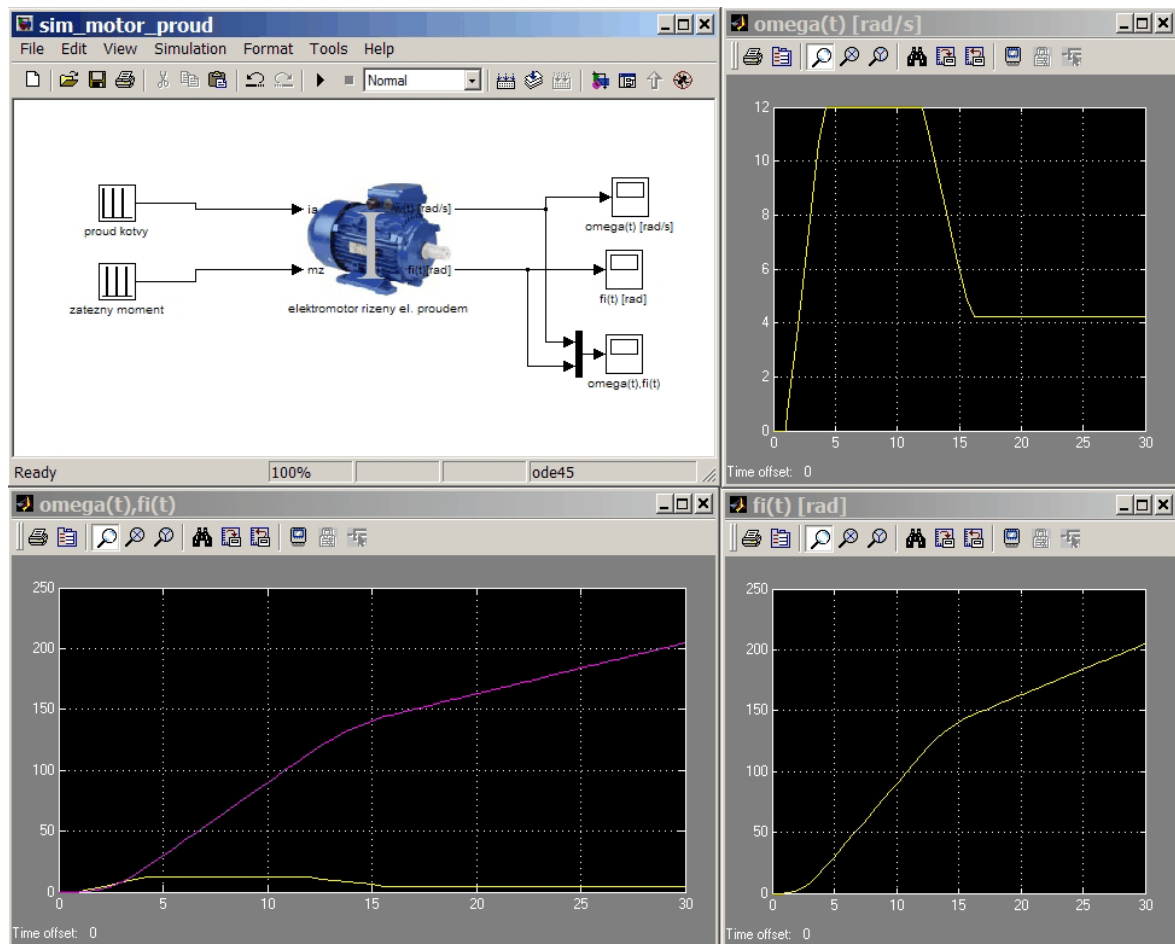 sim_motor_proud
File Edit View Simulation Format Tools Help
Normal
ia
w(t) [rad/s]
proud kotvy
omega(t) [rad/s]
mz
fi(t)[rad]
zatezny moment
elektromotor rizeny el. proudem
fi(t) [rad]
omega(t),fi(t)
Ready 100% ode45
omega(t) [rad/s]
12
10
8
6
4
2
0
0 5 10 15 20 25 30
Time offset: 0
omega(t),fi(t)
250
200
150
100
50
0
0 5 10 15 20 25 30
Time offset: 0
fi(t) [rad]
250
200
150
100
50
0
0 5 10 15 20 25 30
Time offset: 0